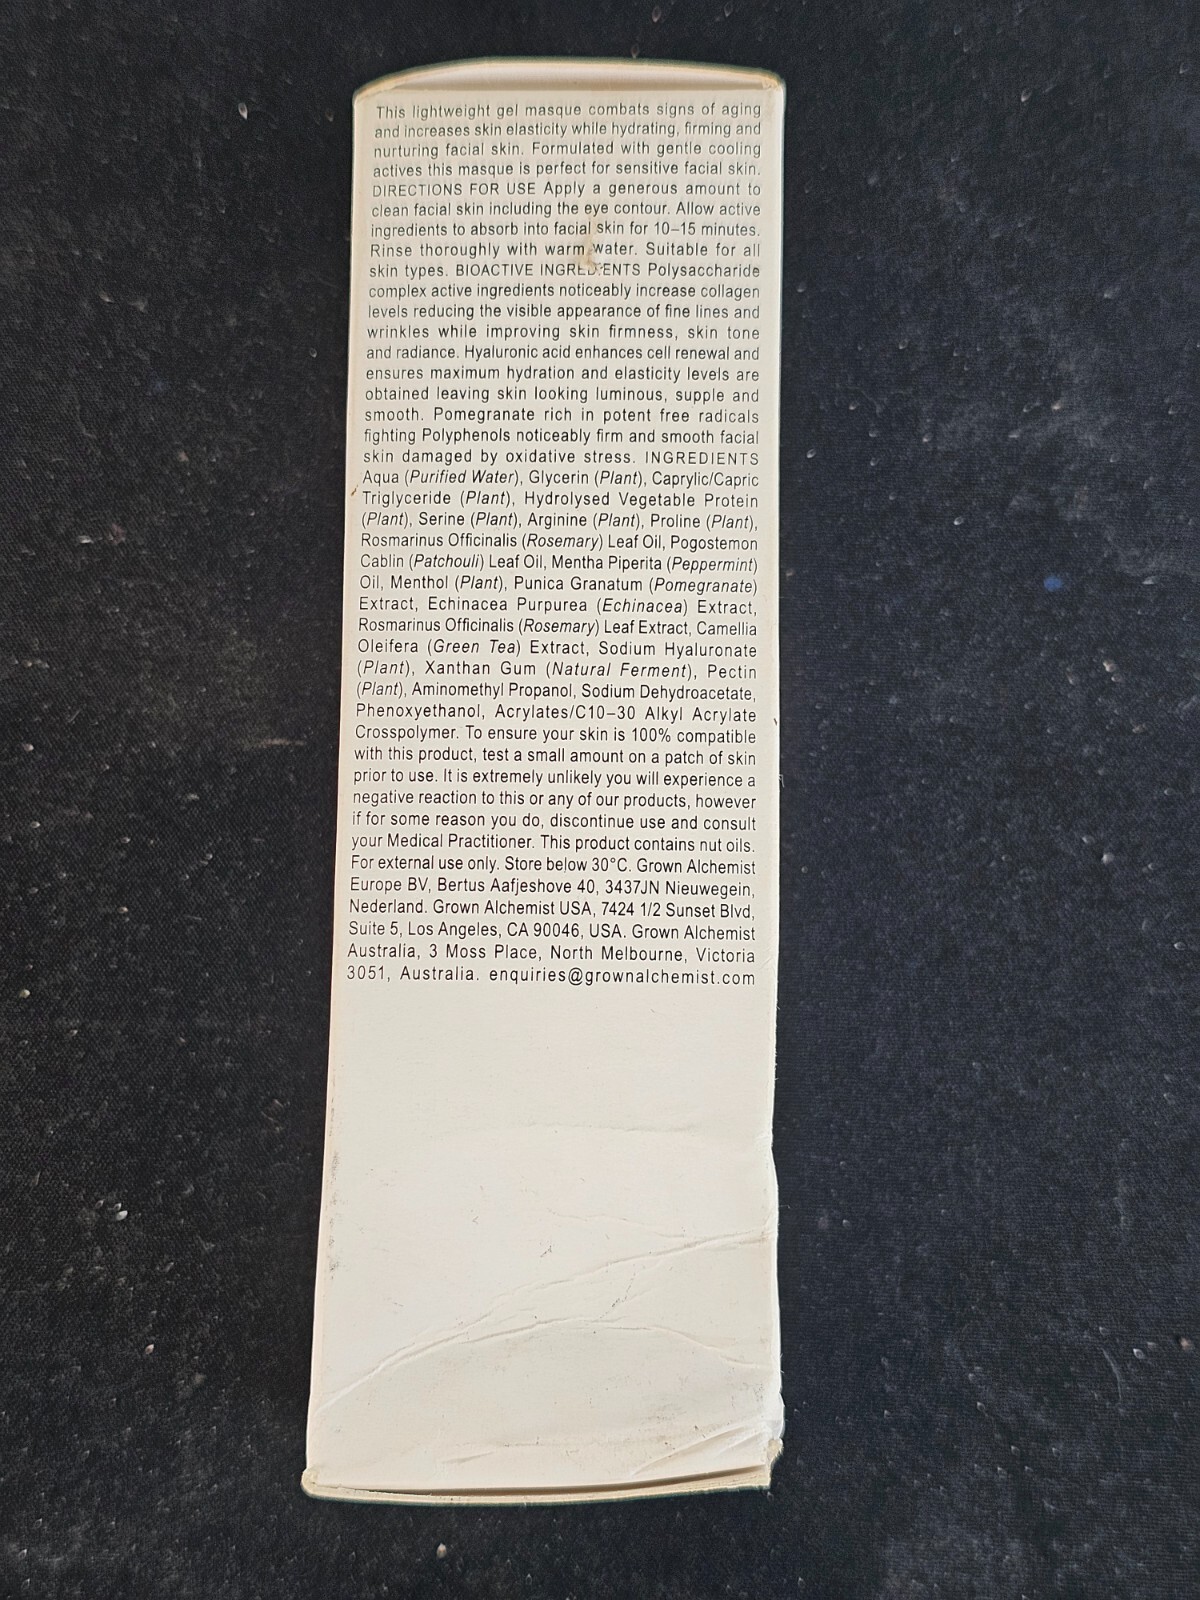 This lightweight gel masque combats signs of aging
and increases skin elasticity while hydrating, firming and
nurturing facial skin. Formulated with gentle cooling
actives this masque is perfect for sensitive facial skin.
DIRECTIONS FOR USE Apply a generous amount to
clean facial skin including the eye contour. Allow active
ingredients to absorb into facial skin for 10–15 minutes.
Rinse thoroughly with warm water. Suitable for all
skin types. BIOACTIVE INGREDIENTS Polysaccharide
complex active ingredients noticeably increase collagen
levels reducing the visible appearance of fine lines and
wrinkles while improving skin firmness, skin tone
and radiance. Hyaluronic acid enhances cell renewal and
ensures maximum hydration and elasticity levels are
obtained leaving skin looking luminous, supple and
smooth. Pomegranate rich in potent free radicals
fighting Polyphenols noticeably firm and smooth facial
skin damaged by oxidative stress. INGREDIENTS
Aqua (Purified Water), Glycerin (Plant), Caprylic/Capric
Triglyceride (Plant), Hydrolysed Vegetable Protein
(Plant), Serine (Plant), Arginine (Plant), Proline (Plant),
Rosmarinus Officinalis (Rosemary) Leaf Oil, Pogostemon
Cablin (Patchouli) Leaf Oil, Mentha Piperita (Peppermint)
Oil, Menthol (Plant), Punica Granatum (Pomegranate)
Extract, Echinacea Purpurea (Echinacea) Extract,
Rosmarinus Officinalis (Rosemary) Leaf Extract, Camellia
Oleifera (Green Tea) Extract, Sodium Hyaluronate
(Plant), Xanthan Gum (Natural Ferment), Pectin
(Plant), Aminomethyl Propanol, Sodium Dehydroacetate,
Phenoxyethanol, Acrylates/C10–30 Alkyl Acrylate
Crosspolymer. To ensure your skin is 100% compatible
with this product, test a small amount on a patch of skin
prior to use. It is extremely unlikely you will experience a
negative reaction to this or any of our products, however
if for some reason you do, discontinue use and consult
your Medical Practitioner. This product contains nut oils.
For external use only. Store below 30°C. Grown Alchemist
Europe BV, Bertus Aafjeshove 40, 3437JN Nieuwegein,
Nederland. Grown Alchemist USA, 7424 1/2 Sunset Blvd,
Suite 5, Los Angeles, CA 90046, USA. Grown Alchemist
Australia, 3 Moss Place, North Melbourne, Victoria
3051, Australia. enquiries@grownalchemist.com